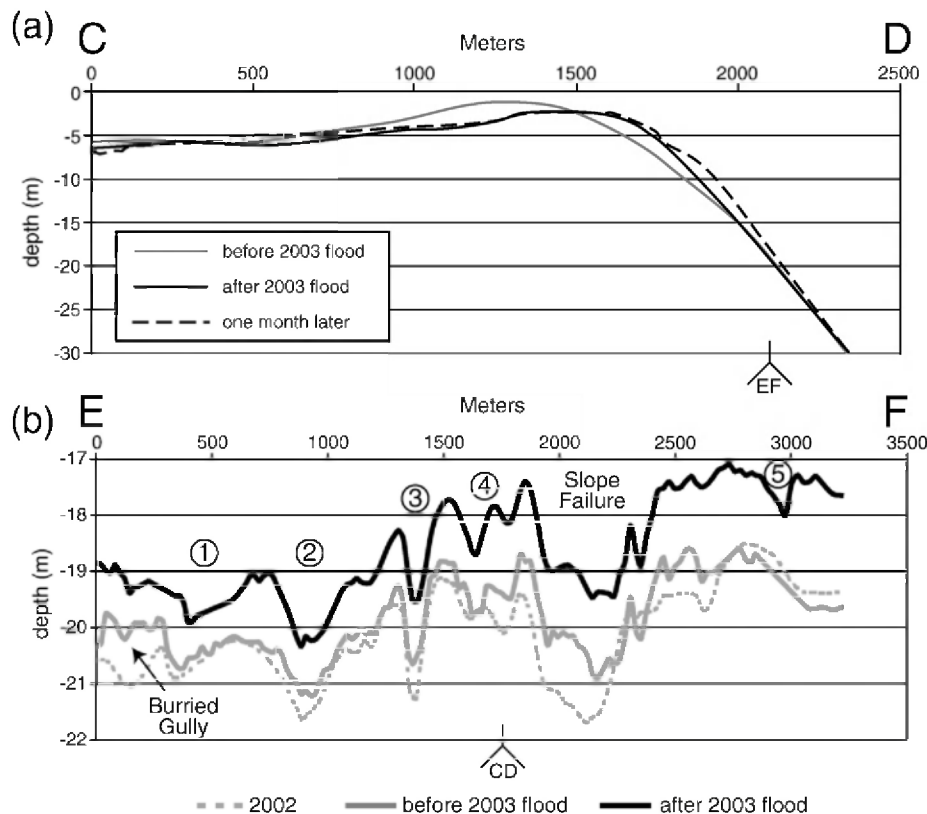 (a) C Meters D
0 500 1000 1500 2000 2500
0
-5
-10
-15
-20
-25
-30
depth (m)
before 2003 flood
after 2003 flood
one month later
EF
(b) E Meters F
0 500 1000 1500 2000 2500 3000 3500
-17
-18
-19
-20
-21
-22
depth (m)
1
2
3
4
5
Slope
Failure
Burried
Gully
CD
2002 before 2003 flood after 2003 flood